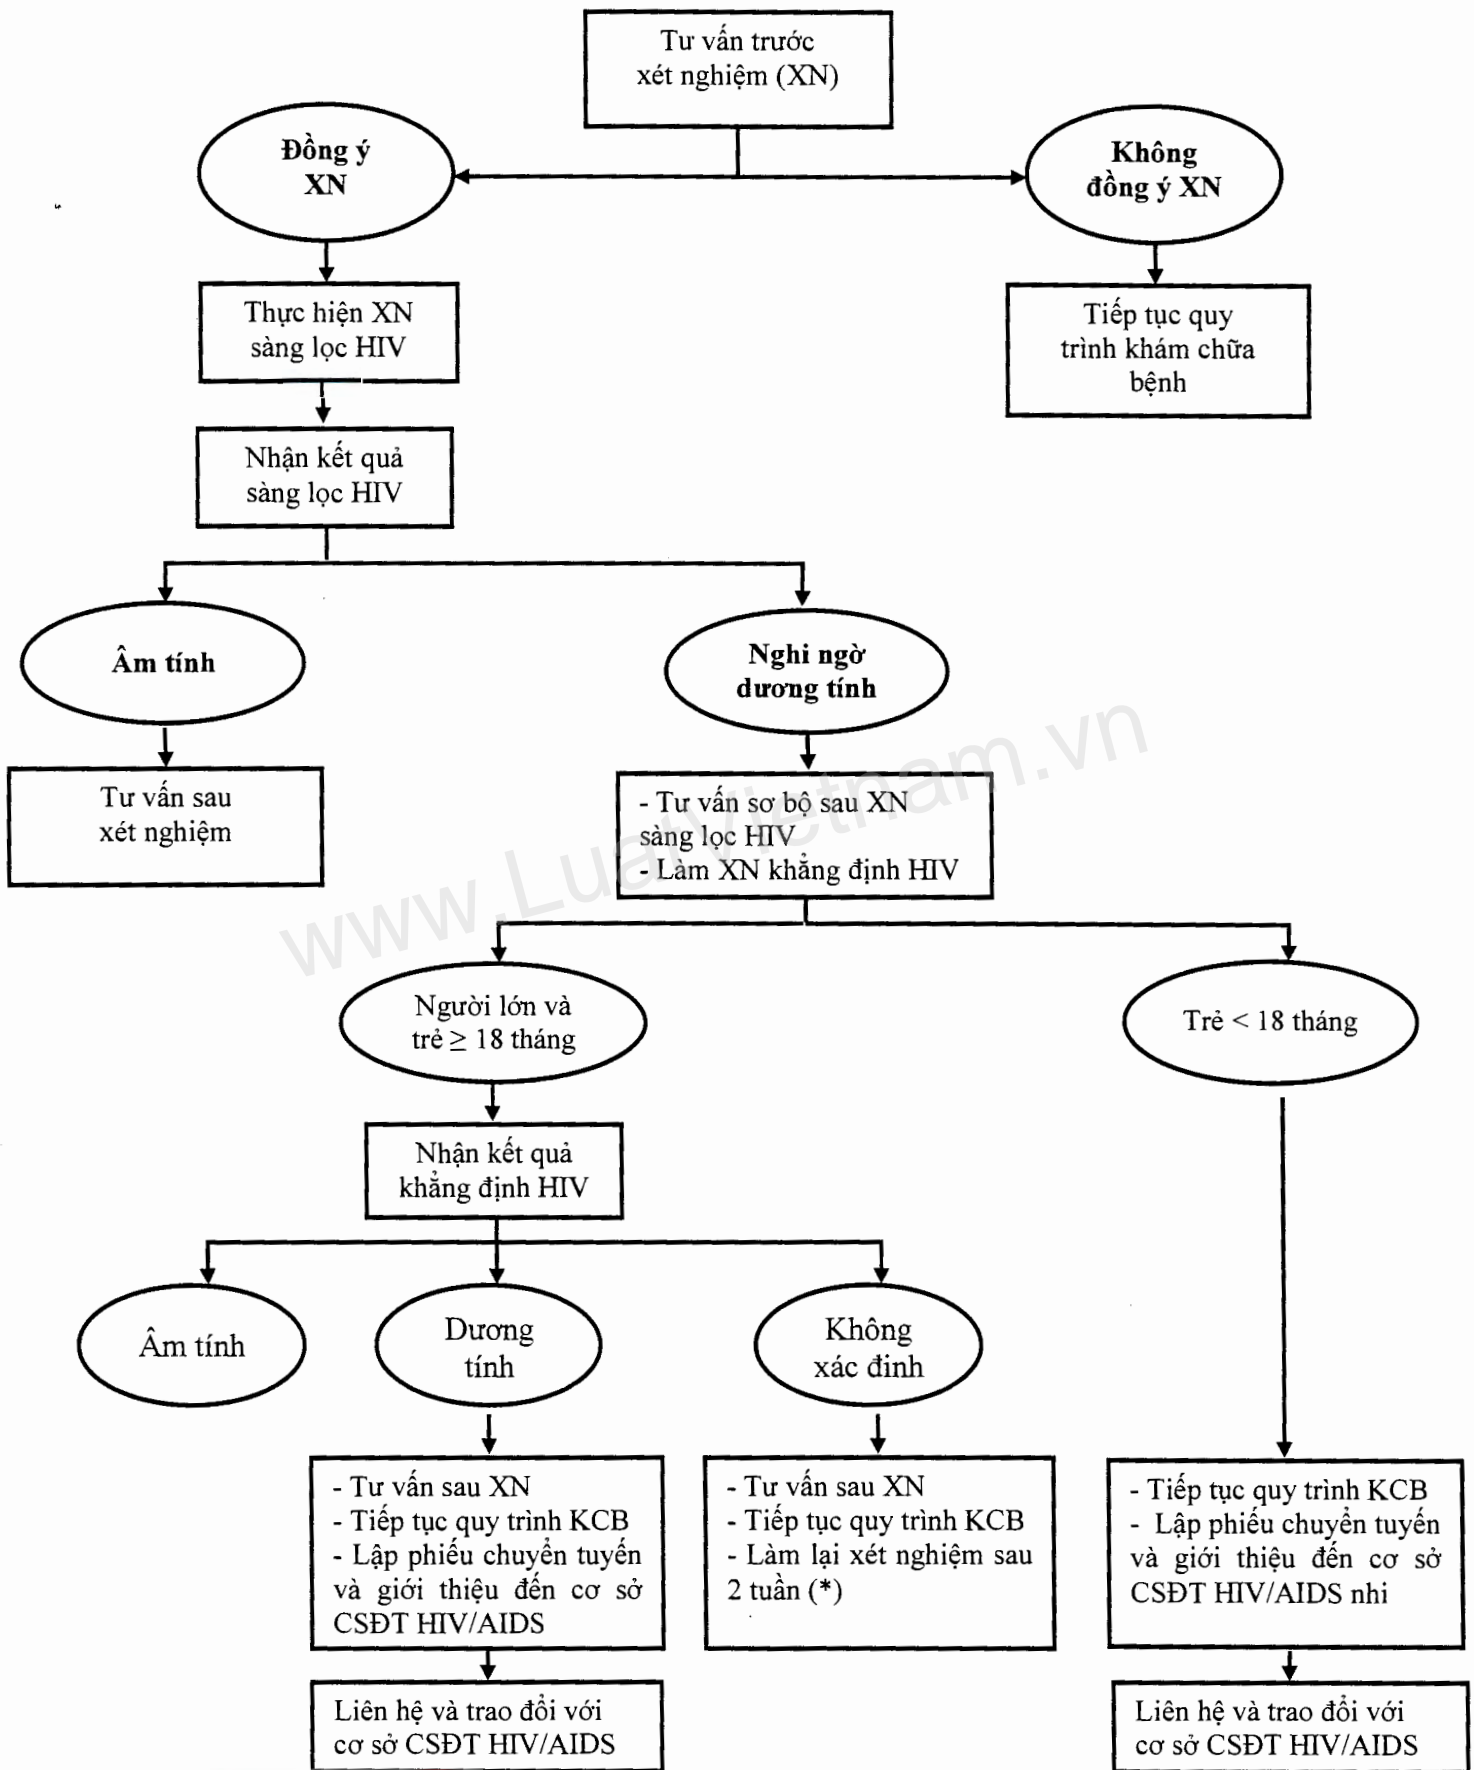 Tư vấn trước
xét nghiệm (XN)
Đồng ý
XN
Không
đồng ý XN
Thực hiện XN
sàng lọc HIV
Tiếp tục quy
trình khám chữa
bệnh
Nhận kết quả
sàng lọc HIV
Âm tính
Nghi ngờ
dương tính
Tư vấn sau
xét nghiệm
- Tư vấn sơ bộ sau XN
sàng lọc HIV
- Làm XN khẳng định HIV
www.LuatVietnam.vn
Người lớn và
trẻ ≥ 18 tháng
Trẻ < 18 tháng
Nhận kết quả
khẳng định HIV
Âm tính
Dương
tính
Không
xác đinh
- Tư vấn sau XN
- Tiếp tục quy trình KCB
- Lập phiếu chuyển tuyến
và giới thiệu đến cơ sở
CSĐT HIV/AIDS
- Tư vấn sau XN
- Tiếp tục quy trình KCB
- Làm lại xét nghiệm sau
2 tuần (*)
- Tiếp tục quy trình KCB
- Lập phiếu chuyển tuyến
và giới thiệu đến cơ sở
CSĐT HIV/AIDS nhi
Liên hệ và trao đổi với
cơ sở CSĐT HIV/AIDS
Liên hệ và trao đổi với
cơ sở CSĐT HIV/AIDS